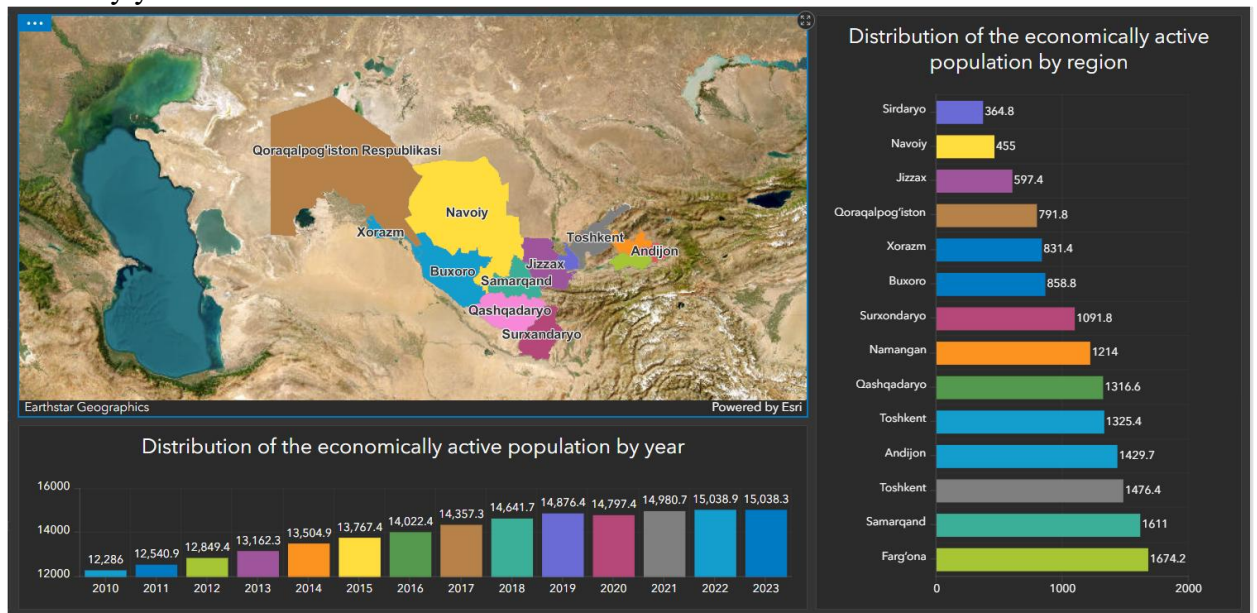 Qoraqalpog'iston Respublikasi
Navoiy
Xorazm
Toshkent
Andijon
Buxoro
Jizzax
Samarqand
Qashqadaryo
Surxandaryo
Earthstar Geographics
Powered by Esri
Distribution of the economically active population by year
16000
14000
12000
12,286
12,540.9
12,849.4
13,162.3
13,504.9
13,767.4
14,022.4
14,357.3
14,641.7
14,876.4
14,797.4
14,980.7
15,038.9
15,038.3
2010 2011 2012 2013 2014 2015 2016 2017 2018 2019 2020 2021 2022 2023
Distribution of the economically active
population by region
Sirdaryo 364.8
Navoiy 455
Jizzax 597.4
Qoraqalpog'iston 791.8
Xorazm 831.4
Buxoro 858.8
Surxondaryo 1091.8
Namangan 1214
Qashqadaryo 1316.6
Toshkent 1325.4
Andijon 1429.7
Toshkent 1476.4
Samarqand 1611
Farg'ona 1674.2
0 1000 2000